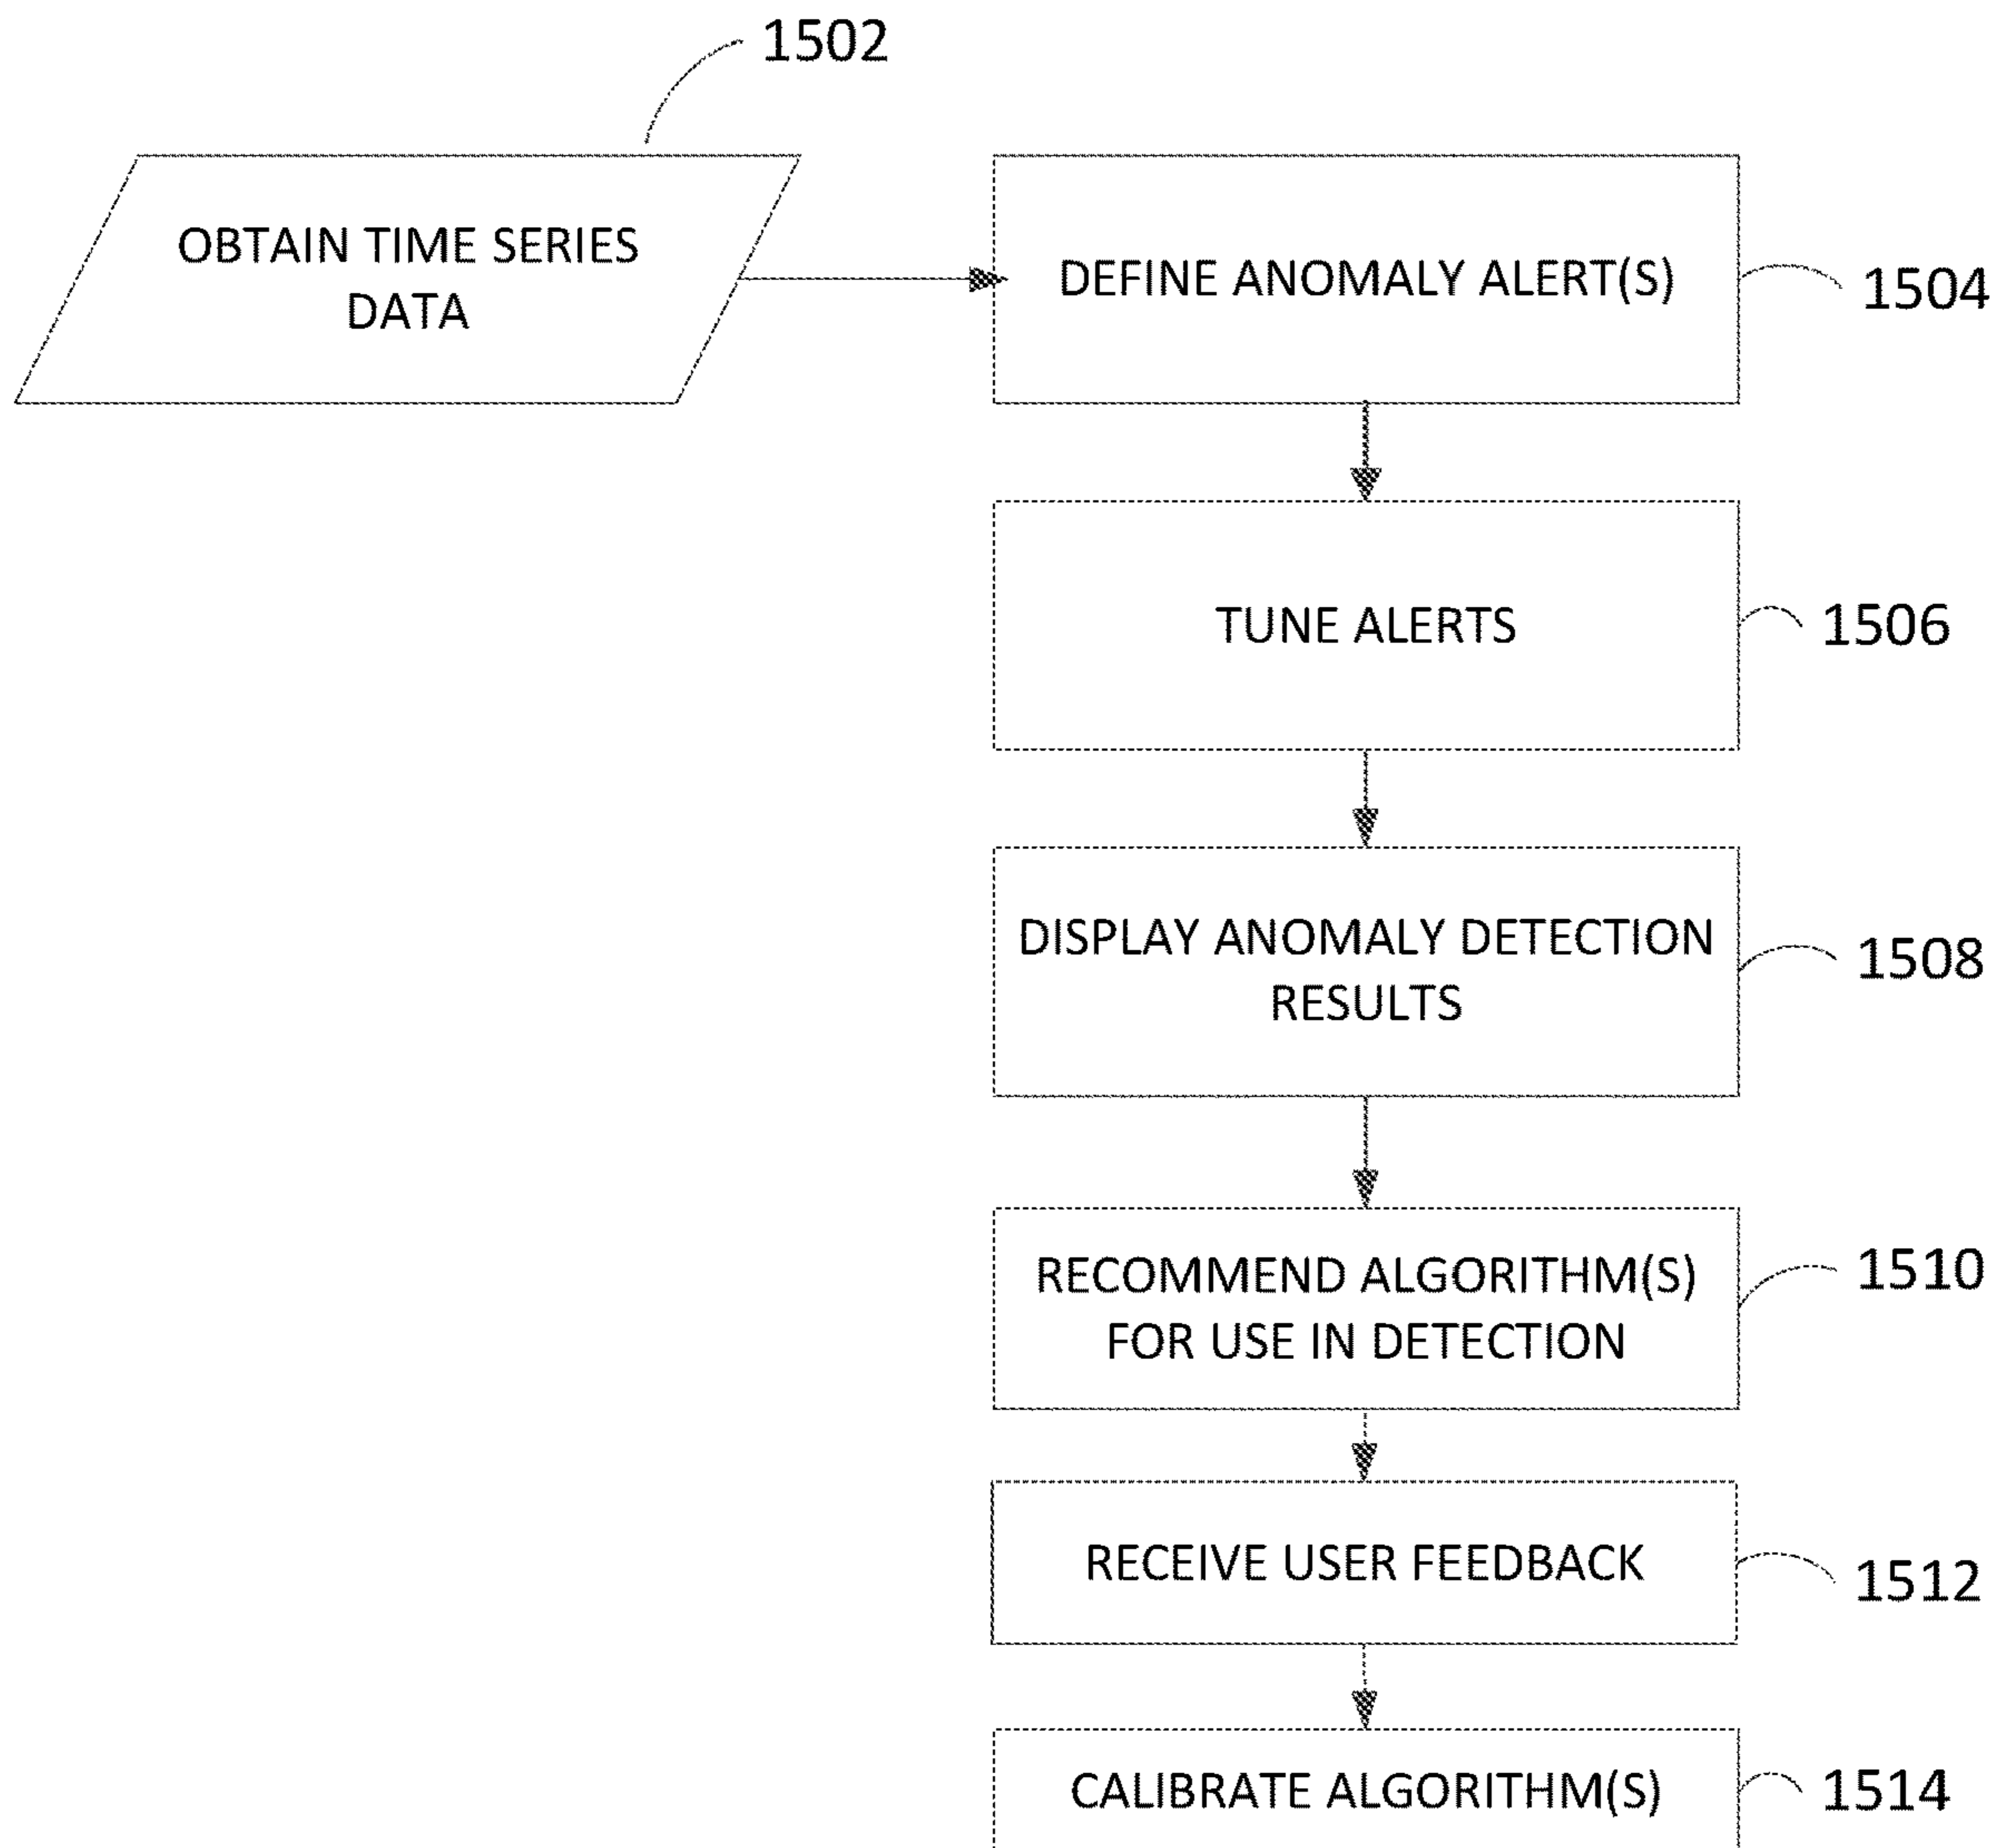 1502
OBTAIN TIME SERIES
DATA
DEFINE ANOMALY ALERT(S)
1504
TUNE ALERTS
1506
DISPLAY ANOMALY DETECTION
RESULTS
1508
RECOMMEND ALGORITHM(S)
FOR USE IN DETECTION
1510
RECEIVE USER FEEDBACK
1512
CALIBRATE ALGORITHM(S)
1514